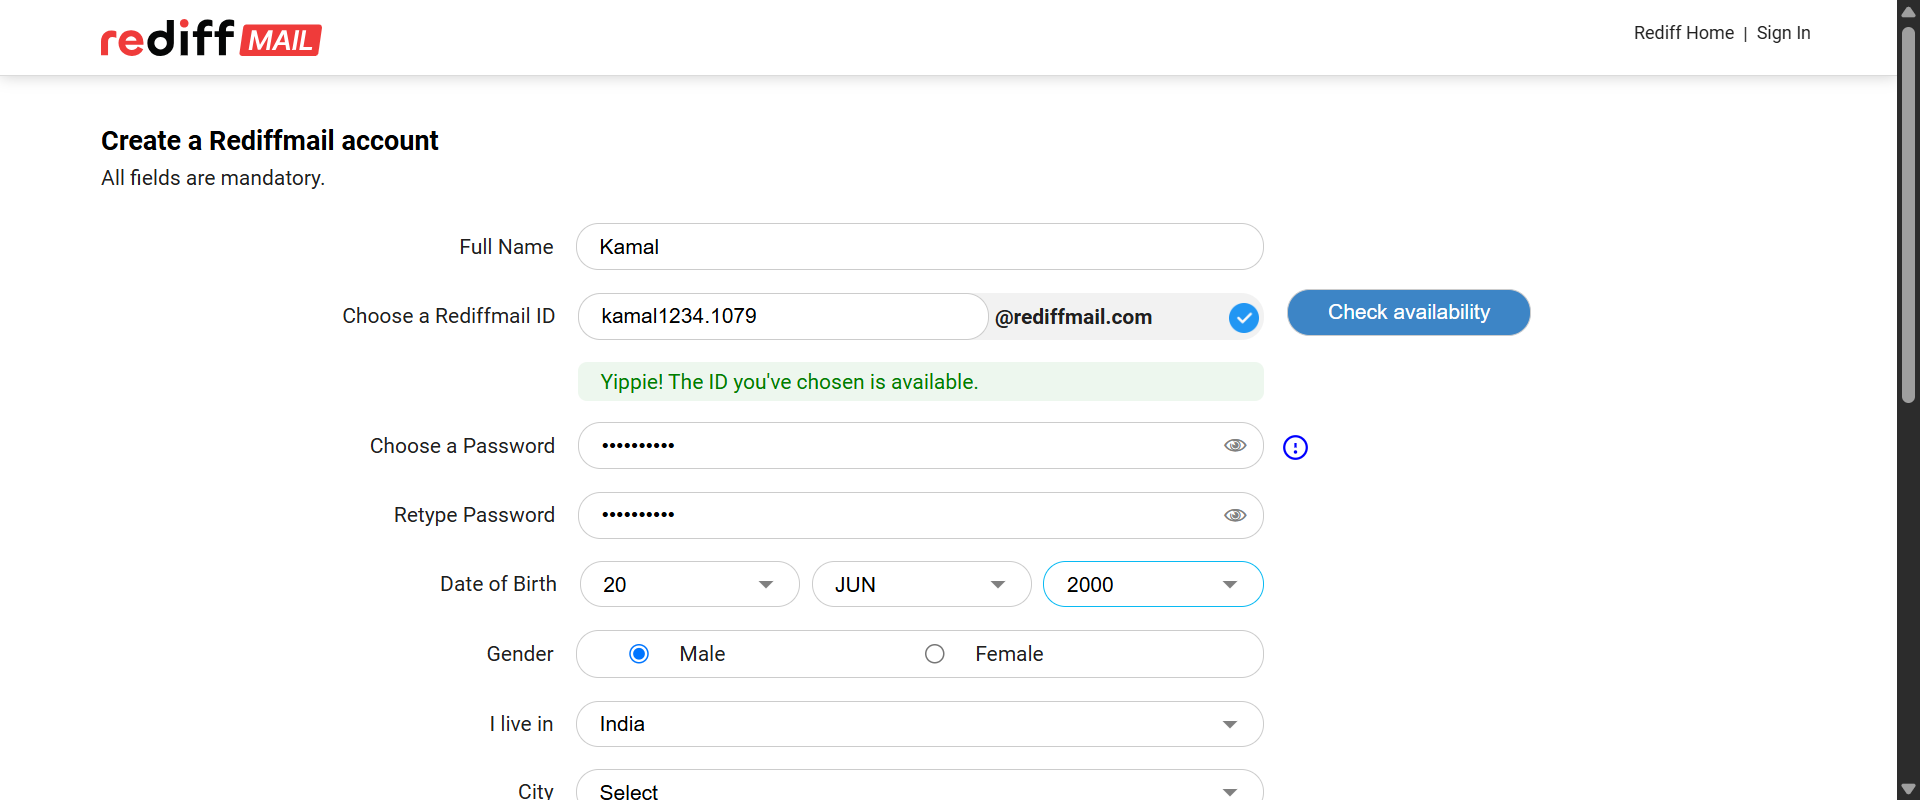 rediff MAIL
Rediff Home | Sign In
Create a Rediffmail account
All fields are mandatory.
Full Name Kamal
Choose a Rediffmail ID kamal1234.1079 @rediffmail.com Check availability
Yippie! The ID you've chosen is available.
Choose a Password ••••••••••
Retype Password ••••••••••
Date of Birth 20 JUN 2000
Gender Male Female
I live in India
City Select